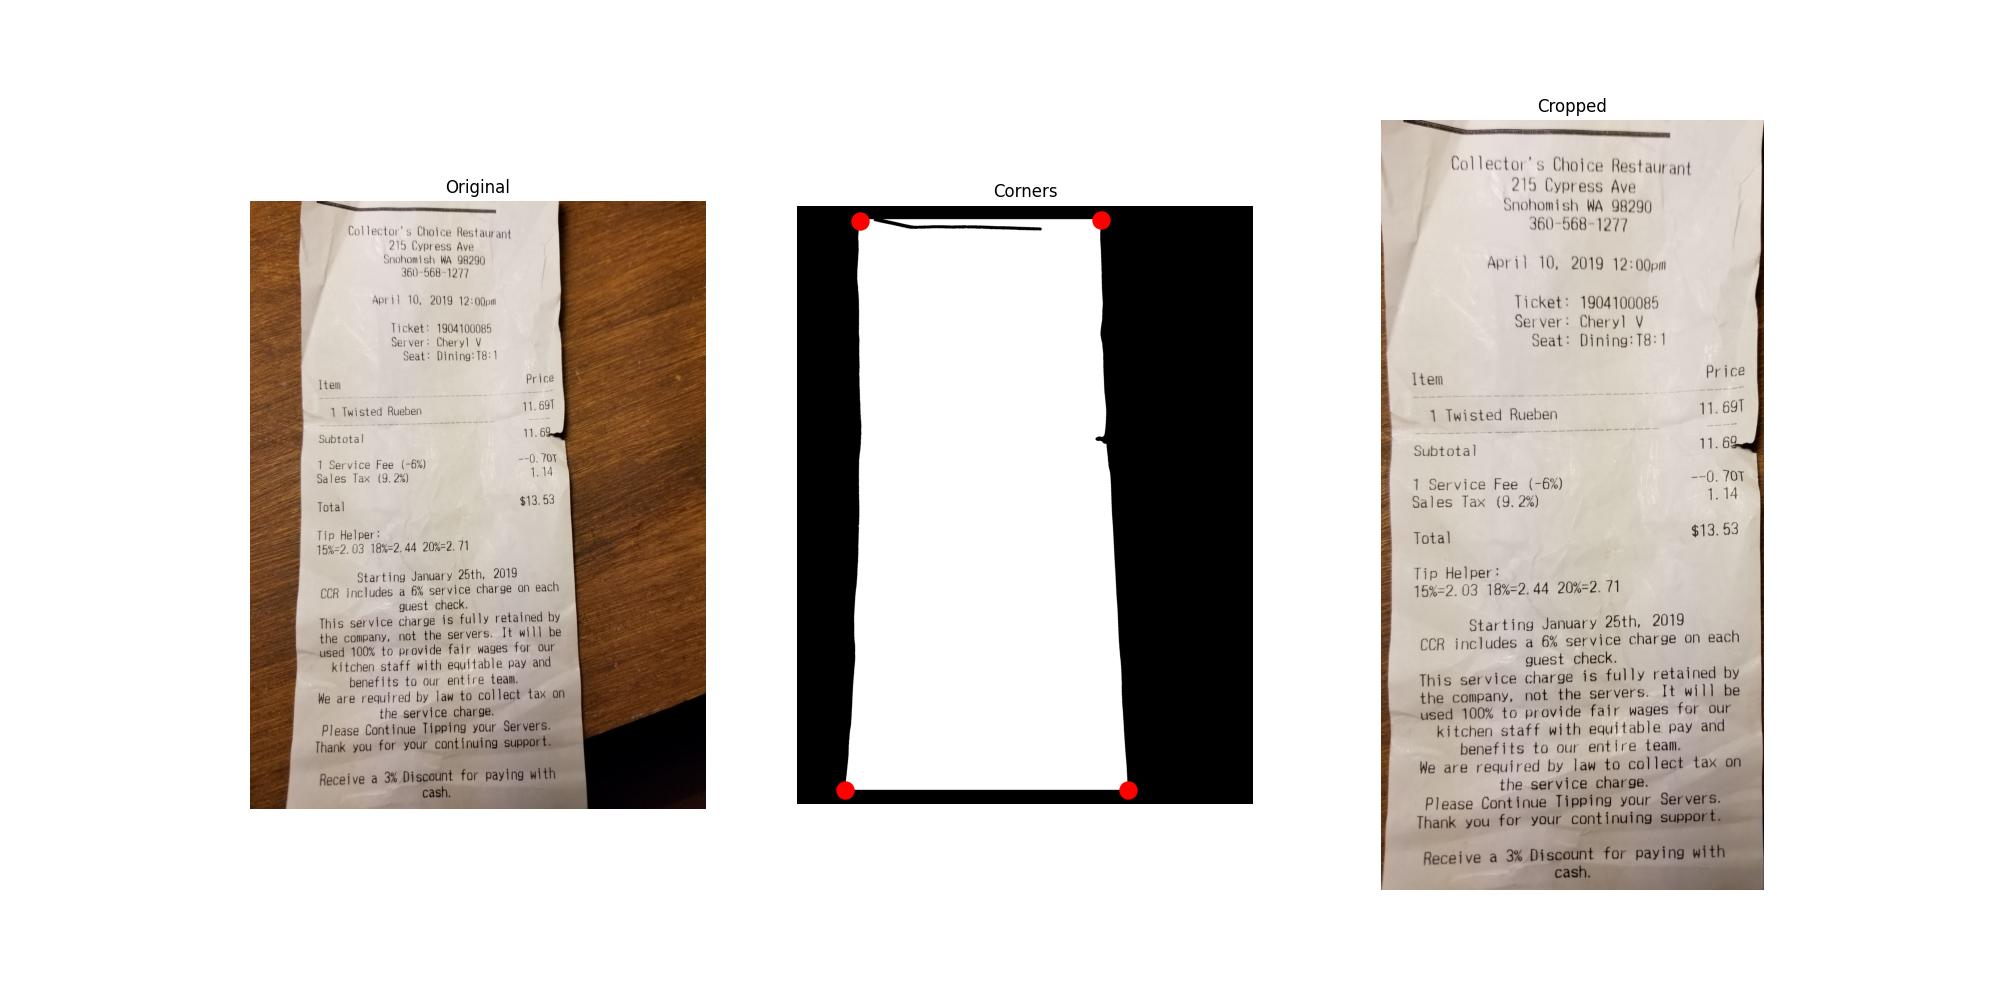 Original
Collector's Choice Restaurant
215 Cypress Ave
Snohomish WA 98290
360-568-1277
April 10, 2019 12:00pm
Ticket: 1904100085
Server: Cheryl V
Seat: Dining:T8:1
Item Price
1 Twisted Rueben 11.69T
Subtotal 11.69
1 Service Fee (-6%) --0.70T
Sales Tax (9.2%) 1.14
Total $13.53
Tip Helper:
15%=2.03 18%=2.44 20%=2.71
Starting January 25th, 2019
CCR includes a 6% service charge on each
guest check.
This service charge is fully retained by
the company, not the servers. It will be
used 100% to provide fair wages for our
kitchen staff with equitable pay and
benefits to our entire team.
We are required by law to collect tax on
the service charge.
Please Continue Tipping your Servers.
Thank you for your continuing support.
Receive a 3% Discount for paying with
cash.
Corners
Cropped
Collector's Choice Restaurant
215 Cypress Ave
Snohomish WA 98290
360-568-1277
April 10, 2019 12:00pm
Ticket: 1904100085
Server: Cheryl V
Seat: Dining:T8:1
Item Price
1 Twisted Rueben 11.69T
Subtotal 11.69
1 Service Fee (-6%) --0.70T
Sales Tax (9.2%) 1.14
Total $13.53
Tip Helper:
15%=2.03 18%=2.44 20%=2.71
Starting January 25th, 2019
CCR includes a 6% service charge on each
guest check.
This service charge is fully retained by
the company, not the servers. It will be
used 100% to provide fair wages for our
kitchen staff with equitable pay and
benefits to our entire team.
We are required by law to collect tax on
the service charge.
Please Continue Tipping your Servers.
Thank you for your continuing support.
Receive a 3% Discount for paying with
cash.